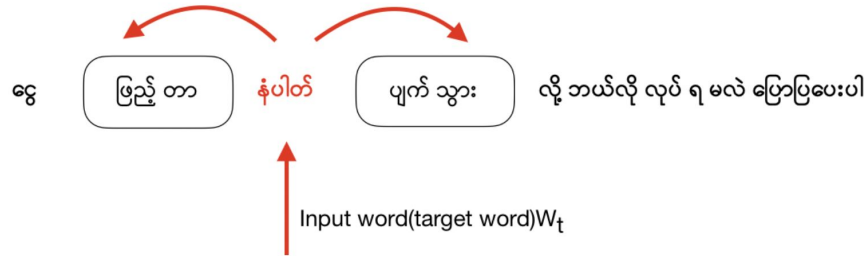 ငွေ ဖြည့် တာ နံပါတ် ပျက် သွား လို့ ဘယ်လို လုပ် ရ မလဲ ပြောပြပေးပါ
Input word(target word)Wt